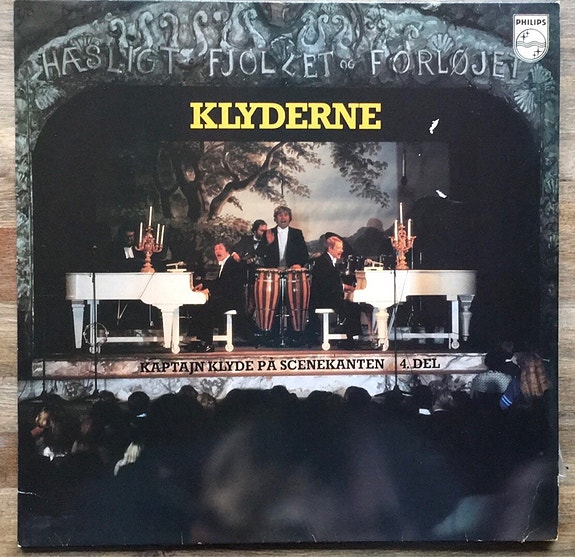 HÆSLIGT FJOLLET OG FORLØJET
PHILIPS
KLYDERNE
KAPTAJN KLYDE PÅ SCENEKANTEN 4. DEL